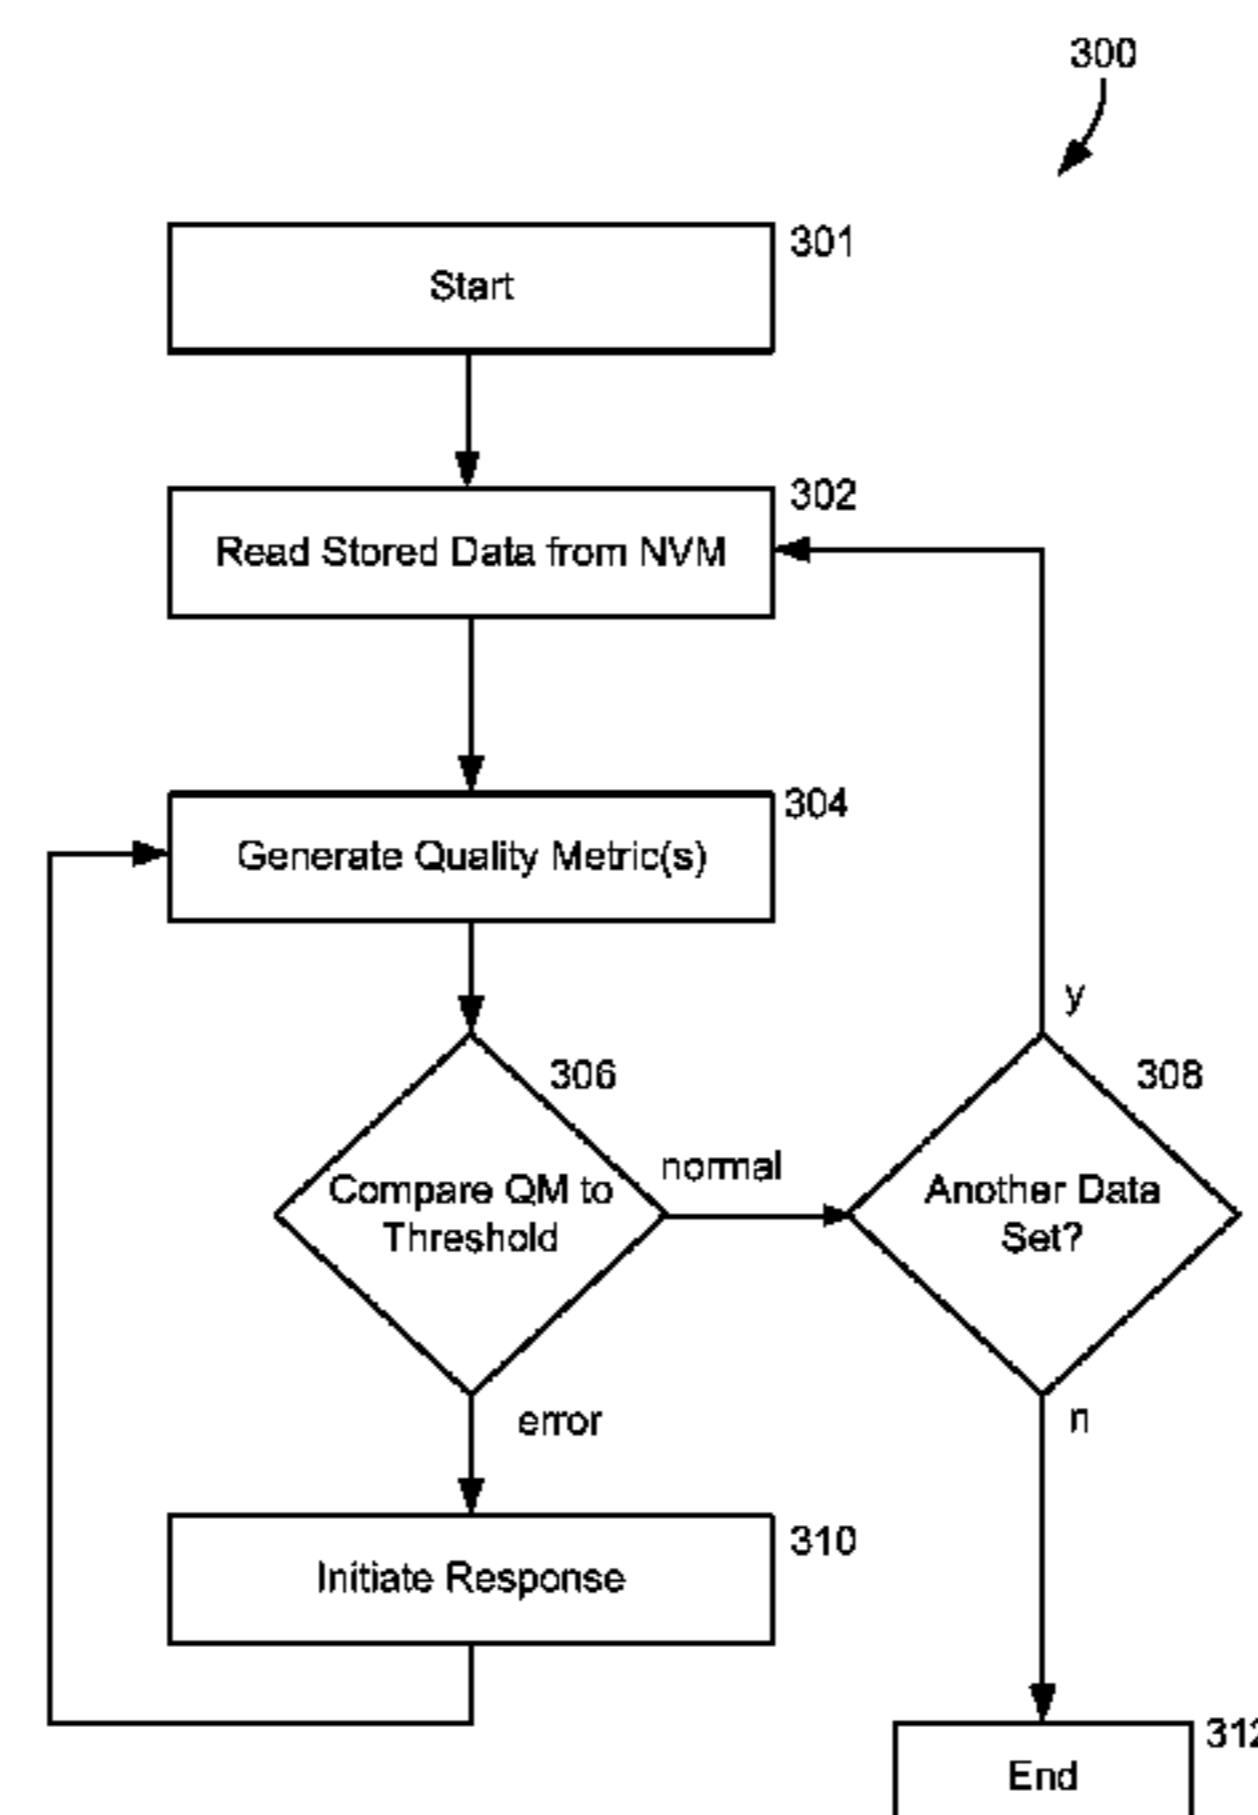 300
301
Start
302
Read Stored Data from NVM
304
Generate Quality Metric(s)
y
306
308
normal
Compare QM to
Threshold
Another Data
Set?
error
n
310
Initiate Response
312
End